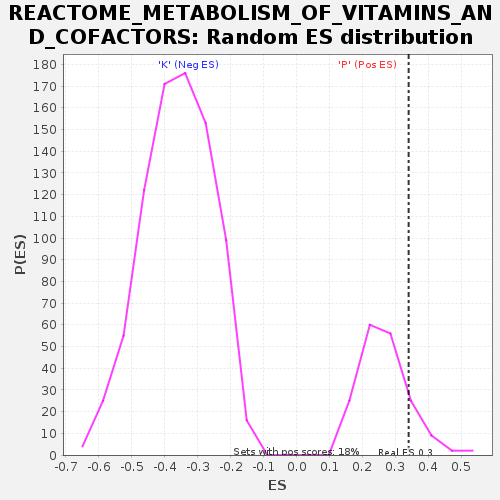 REACTOME_METABOLISM_OF_VITAMINS_AN
D_COFACTORS: Random ES distribution
'K' (Neg ES)
'P' (Pos ES)
180
170
160
150
140
130
120
110
100
90
80
70
60
50
40
30
20
10
0
P(ES)
Sets with pos scores: 18%
Real ES 0.3
-0.7 -0.6 -0.5 -0.4 -0.3 -0.2 -0.1 0.0 0.1 0.2 0.3 0.4 0.5
ES